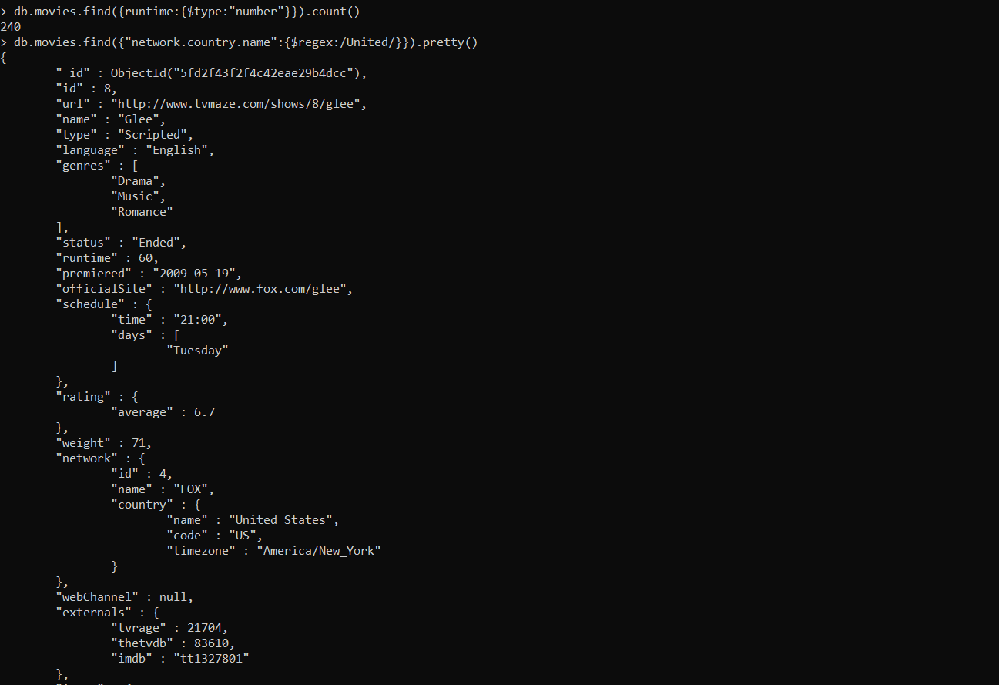 > db.movies.find({runtime:{$type:"number"}}).count()
240
> db.movies.find({"network.country.name":{$regex:/United/}}).pretty()
{
        "_id" : ObjectId("5fd2f43f2f4c42eae29b4dcc"),
        "id" : 8,
        "url" : "http://www.tvmaze.com/shows/8/glee",
        "name" : "Glee",
        "type" : "Scripted",
        "language" : "English",
        "genres" : [
                "Drama",
                "Music",
                "Romance"
        ],
        "status" : "Ended",
        "runtime" : 60,
        "premiered" : "2009-05-19",
        "officialSite" : "http://www.fox.com/glee",
        "schedule" : {
                "time" : "21:00",
                "days" : [
                        "Tuesday"
                ]
        },
        "rating" : {
                "average" : 6.7
        },
        "weight" : 71,
        "network" : {
                "id" : 4,
                "name" : "FOX",
                "country" : {
                        "name" : "United States",
                        "code" : "US",
                        "timezone" : "America/New_York"
                }
        },
        "webChannel" : null,
        "externals" : {
                "tvrage" : 21704,
                "thetvdb" : 83610,
                "imdb" : "tt1327801"
        },